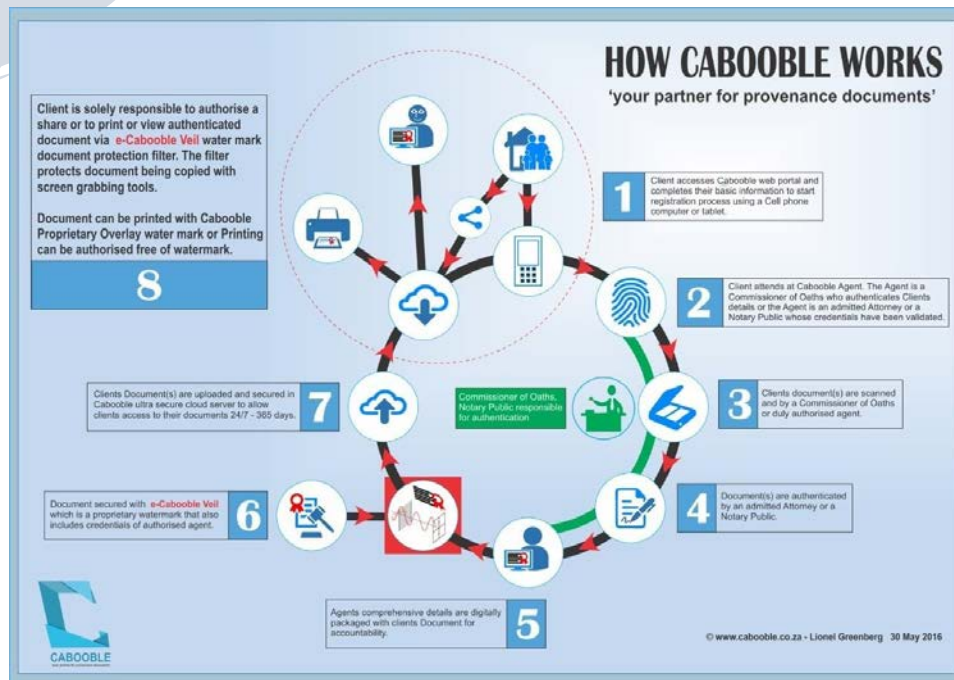 HOW CABOOBLE WORKS
'your partner for provenance documents'
1
Client accesses Cabooble web portal and
completes their basic information to start
registration process using a Cell phone
computer or tablet.
2
Client attends at Cabooble Agent. The Agent is a
Commissioner of Oaths who authenticates Clients
details or the Agent is an admitted Attorney or a
Notary Public whose credentials have been validated.
3
Clients document(s) are scanned
and by a Commissioner of Oaths
or duly authorised agent.
Commissioner of Oaths,
Notary Public responsible
for authentication
4
Document(s) are authenticated
by an admitted Attorney or a
Notary Public.
5
Agents comprehensive details are digitally
packaged with clients Document for
accountability.
6
Document secured with e-Cabooble Veil
which is a proprietary watermark that also
includes credentials of authorised agent.
7
Clients Document(s) are uploaded and secured in
Cabooble ultra secure cloud server to allow
clients access to their documents 24/7 - 365 days.
Client is solely responsible to authorise a
share or to print or view authenticated
document via e-Cabooble Veil water mark
document protection filter. The filter
protects document being copied with
screen grabbing tools.
Document can be printed with Cabooble
Proprietary Overlay water mark or Printing
can be authorised free of watermark.
8
CABOOBLE
© www.cabooble.co.za - Lionel Greenberg 30 May 2016